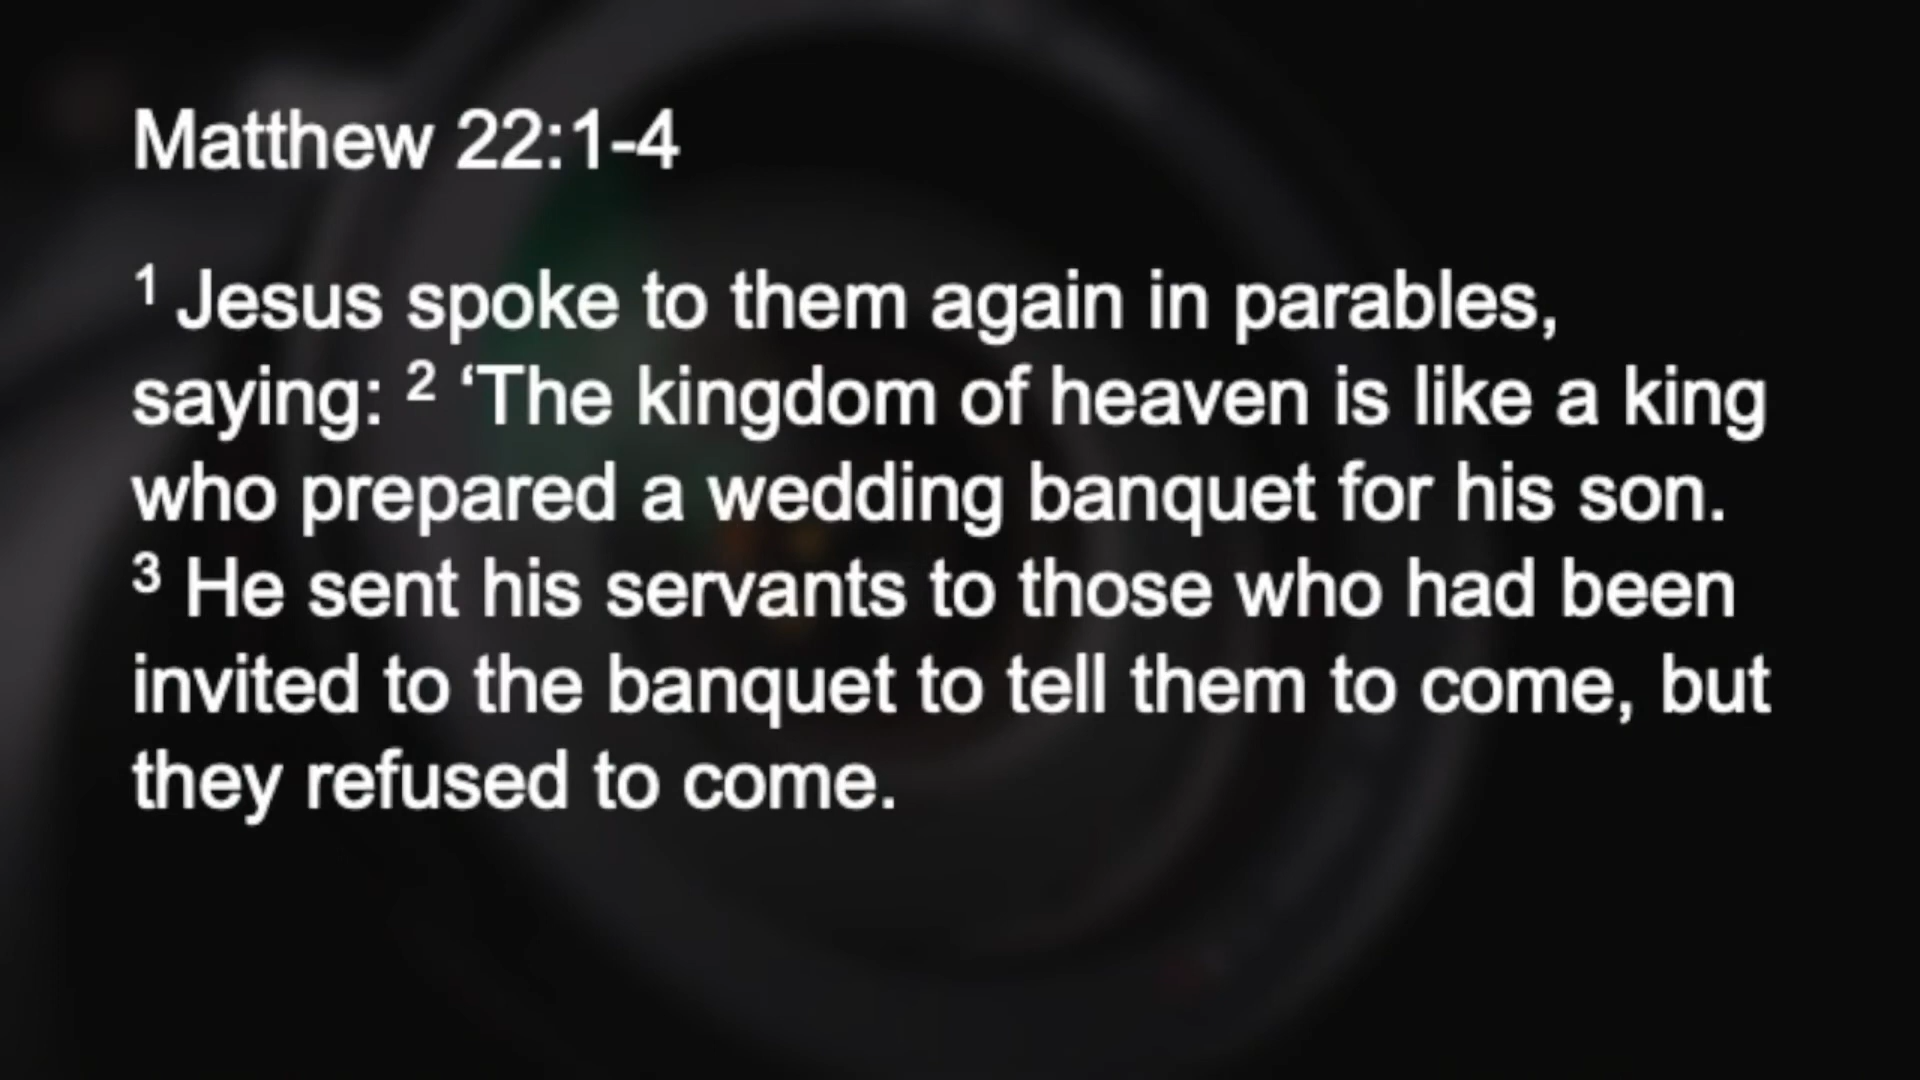 Matthew 22:1-4
1 Jesus spoke to them again in parables,
saying: 2 ‘The kingdom of heaven is like a king
who prepared a wedding banquet for his son.
3 He sent his servants to those who had been
invited to the banquet to tell them to come, but
they refused to come.